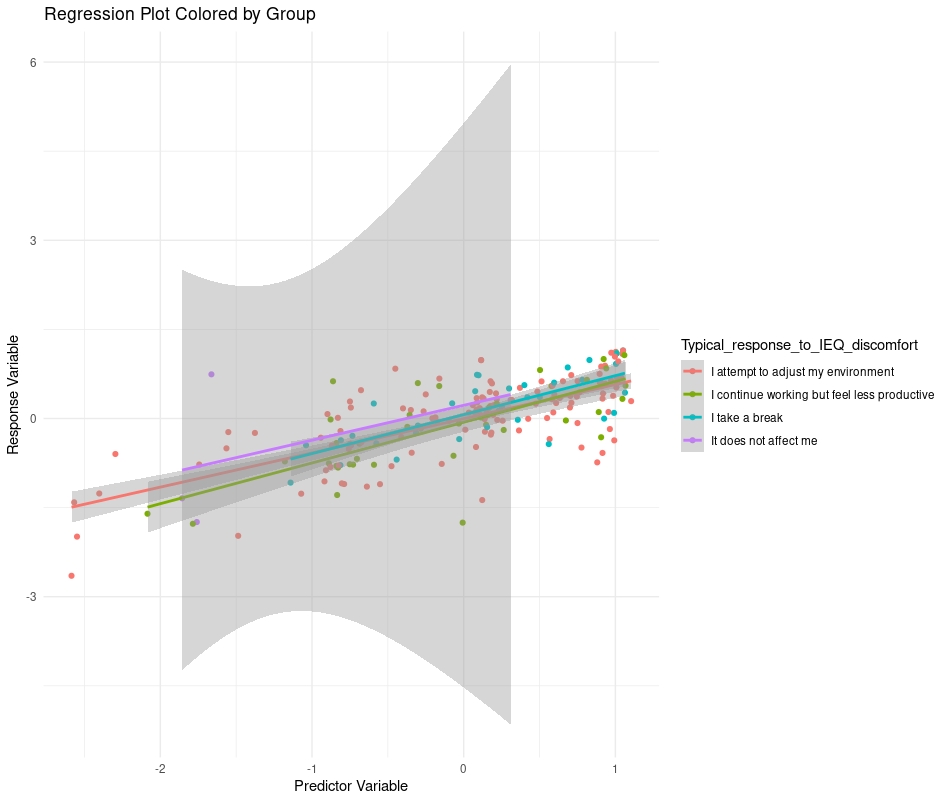 Regression Plot Colored by Group
Response Variable
6
3
0
-3
-2
-1
0
1
Predictor Variable
Typical_response_to_IEQ_discomfort
I attempt to adjust my environment
I continue working but feel less productive
I take a break
It does not affect me